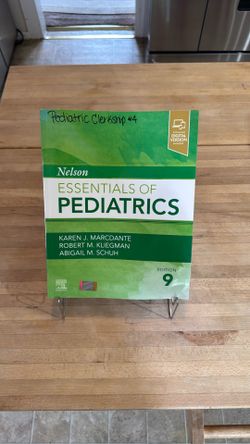 Pediatric Clerkship #4
Nelson
ESSENTIALS OF
PEDIATRICS
KAREN J. MARCDANTE
ROBERT M. KLIEGMAN
ABIGAIL M. SCHUH
EDITION
9